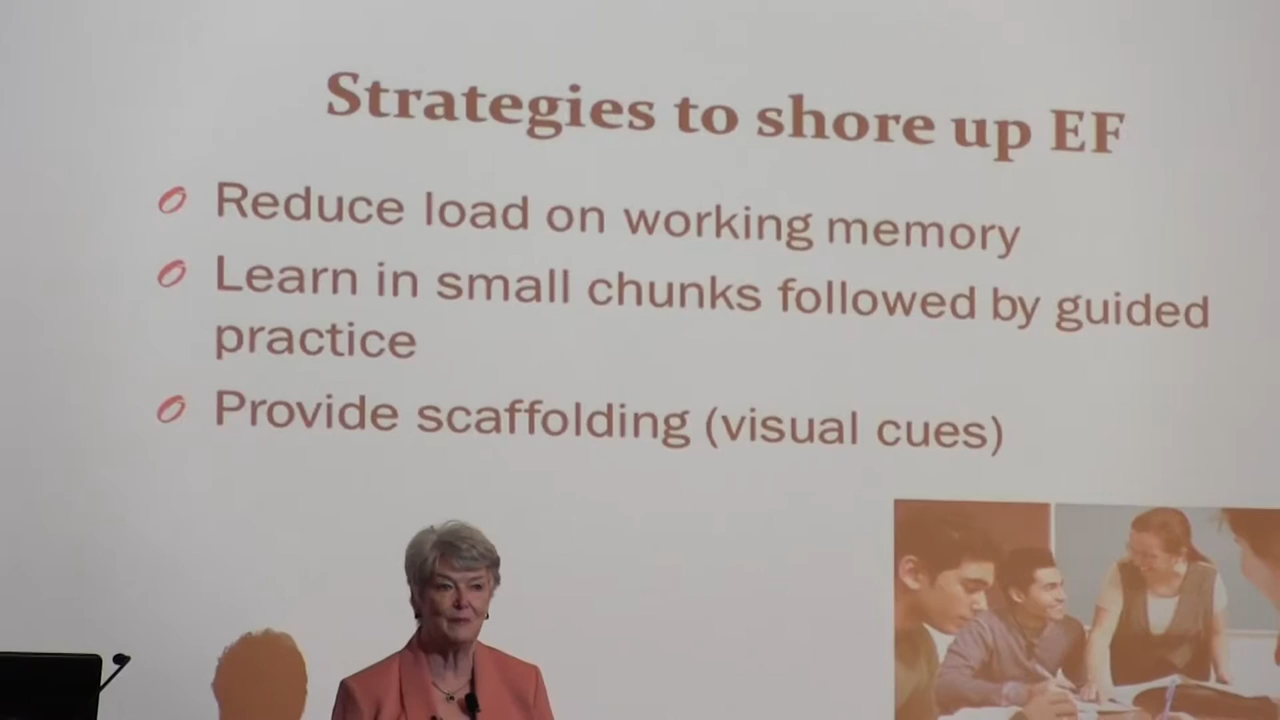 Strategies to shore up EF
Reduce load on working memory
Learn in small chunks followed by guided
practice
Provide scaffolding (visual cues)